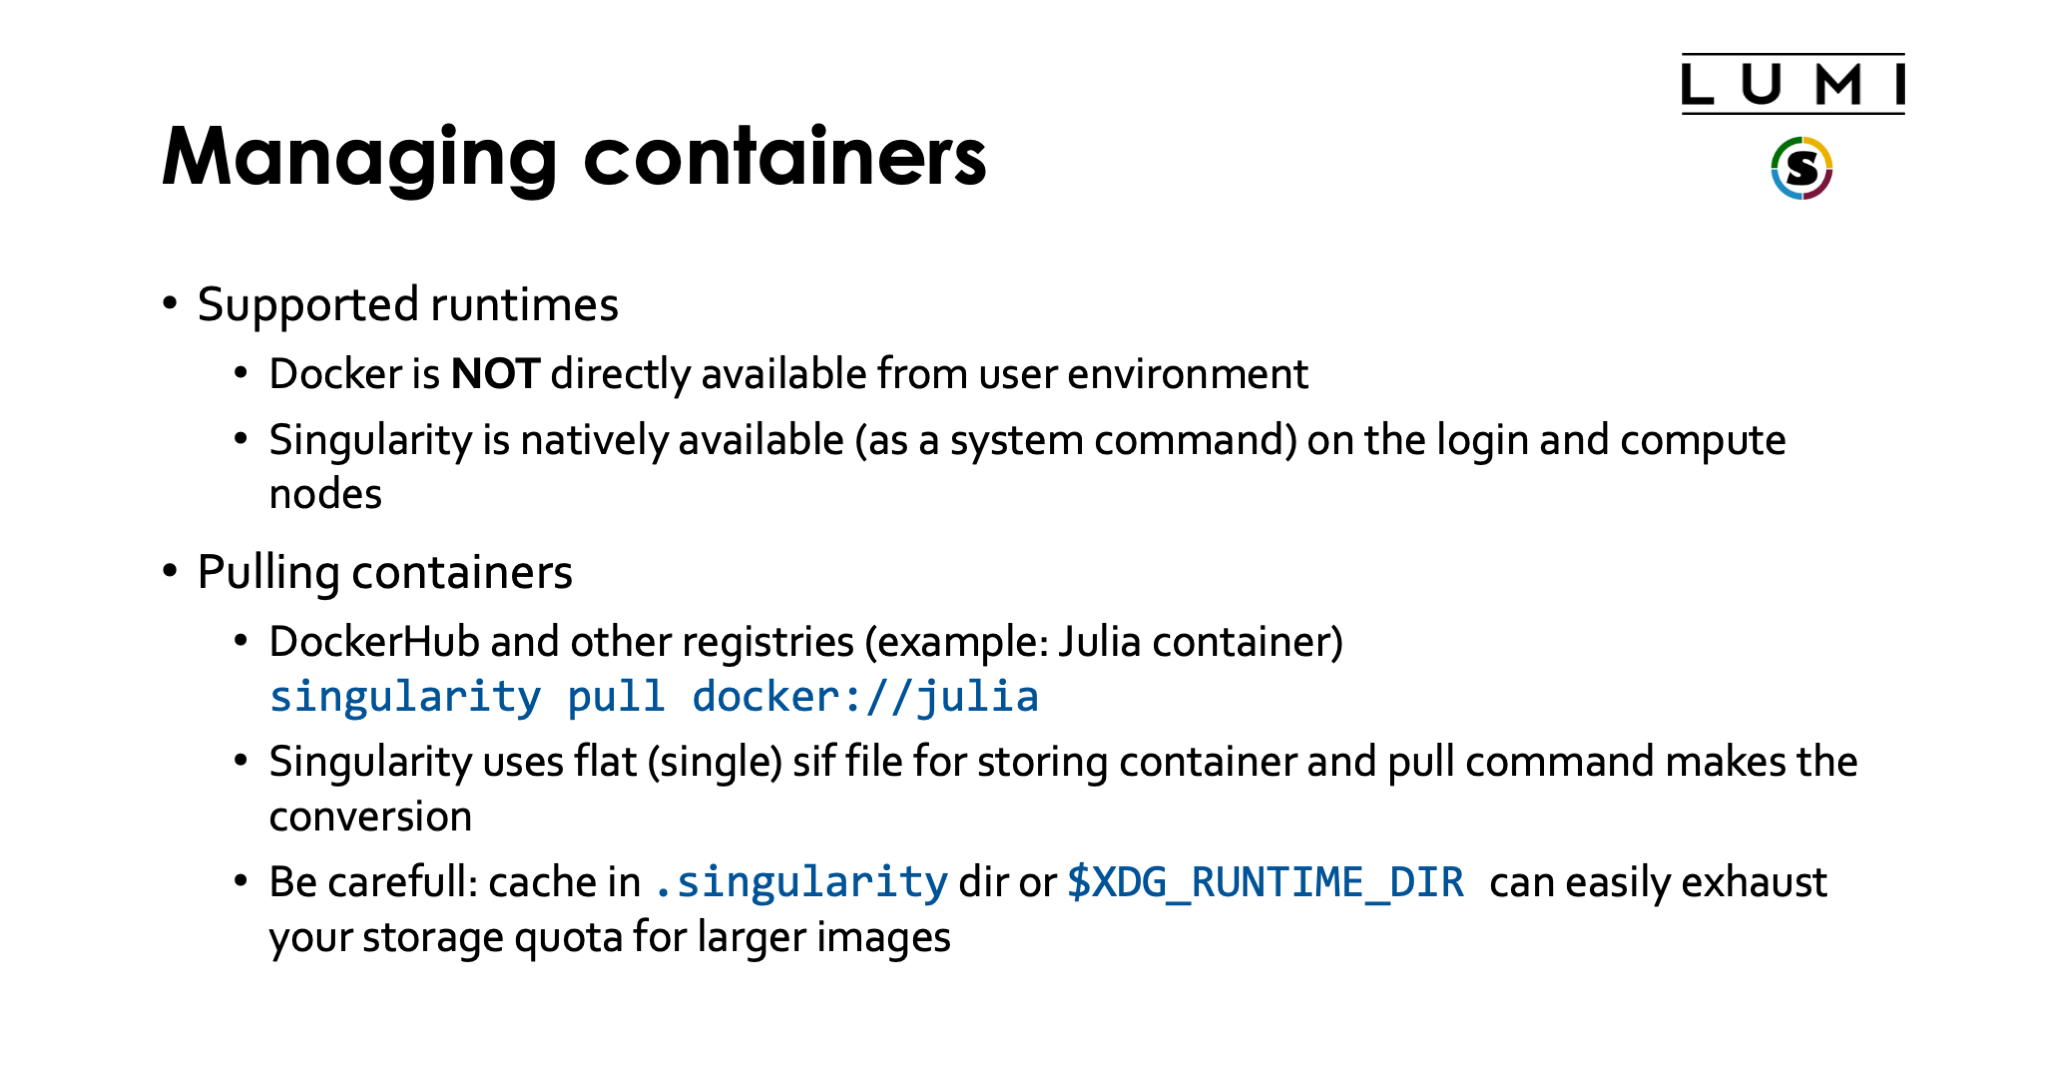 LUMI
S
Managing containers
• Supported runtimes
• Docker is NOT directly available from user environment
• Singularity is natively available (as a system command) on the login and compute
nodes
• Pulling containers
• DockerHub and other registries (example: Julia container)
singularity pull docker://julia
• Singularity uses flat (single) sif file for storing container and pull command makes the
conversion
• Be carefull: cache in .singularity dir or $XDG_RUNTIME_DIR can easily exhaust
your storage quota for larger images